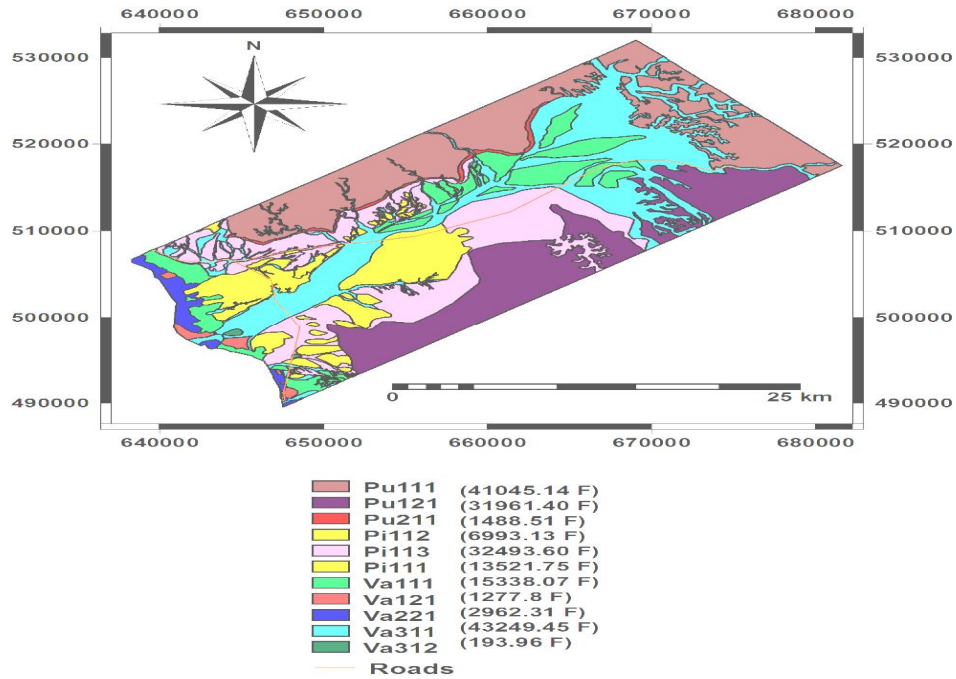 640000 650000 660000 670000 680000
530000 530000
N
520000 520000
510000 510000
500000 500000
490000 490000
0 25 km
640000 650000 660000 670000 680000
Pu111 (41045.14 F)
Pu121 (31961.40 F)
Pu211 (1488.51 F)
Pi112 (6993.13 F)
Pi113 (32493.60 F)
Pi111 (13521.75 F)
Va111 (15338.07 F)
Va121 (1277.8 F)
Va221 (2962.31 F)
Va311 (43249.45 F)
Va312 (193.96 F)
Roads